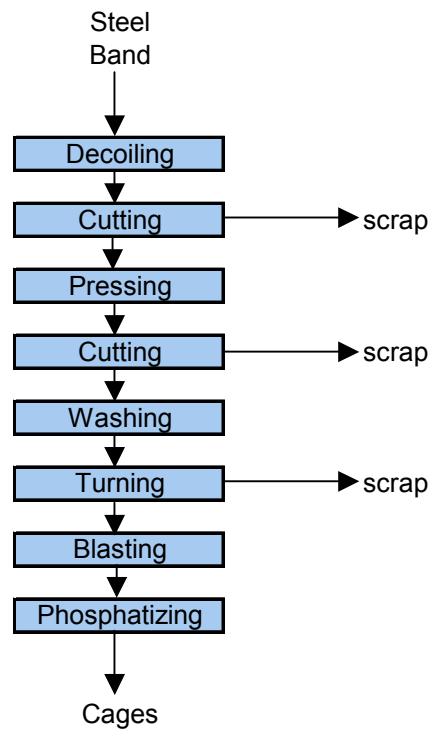 Steel
Band
Decoiling
Cutting
scrap
Pressing
Cutting
scrap
Washing
Turning
scrap
Blasting
Phosphatizing
Cages